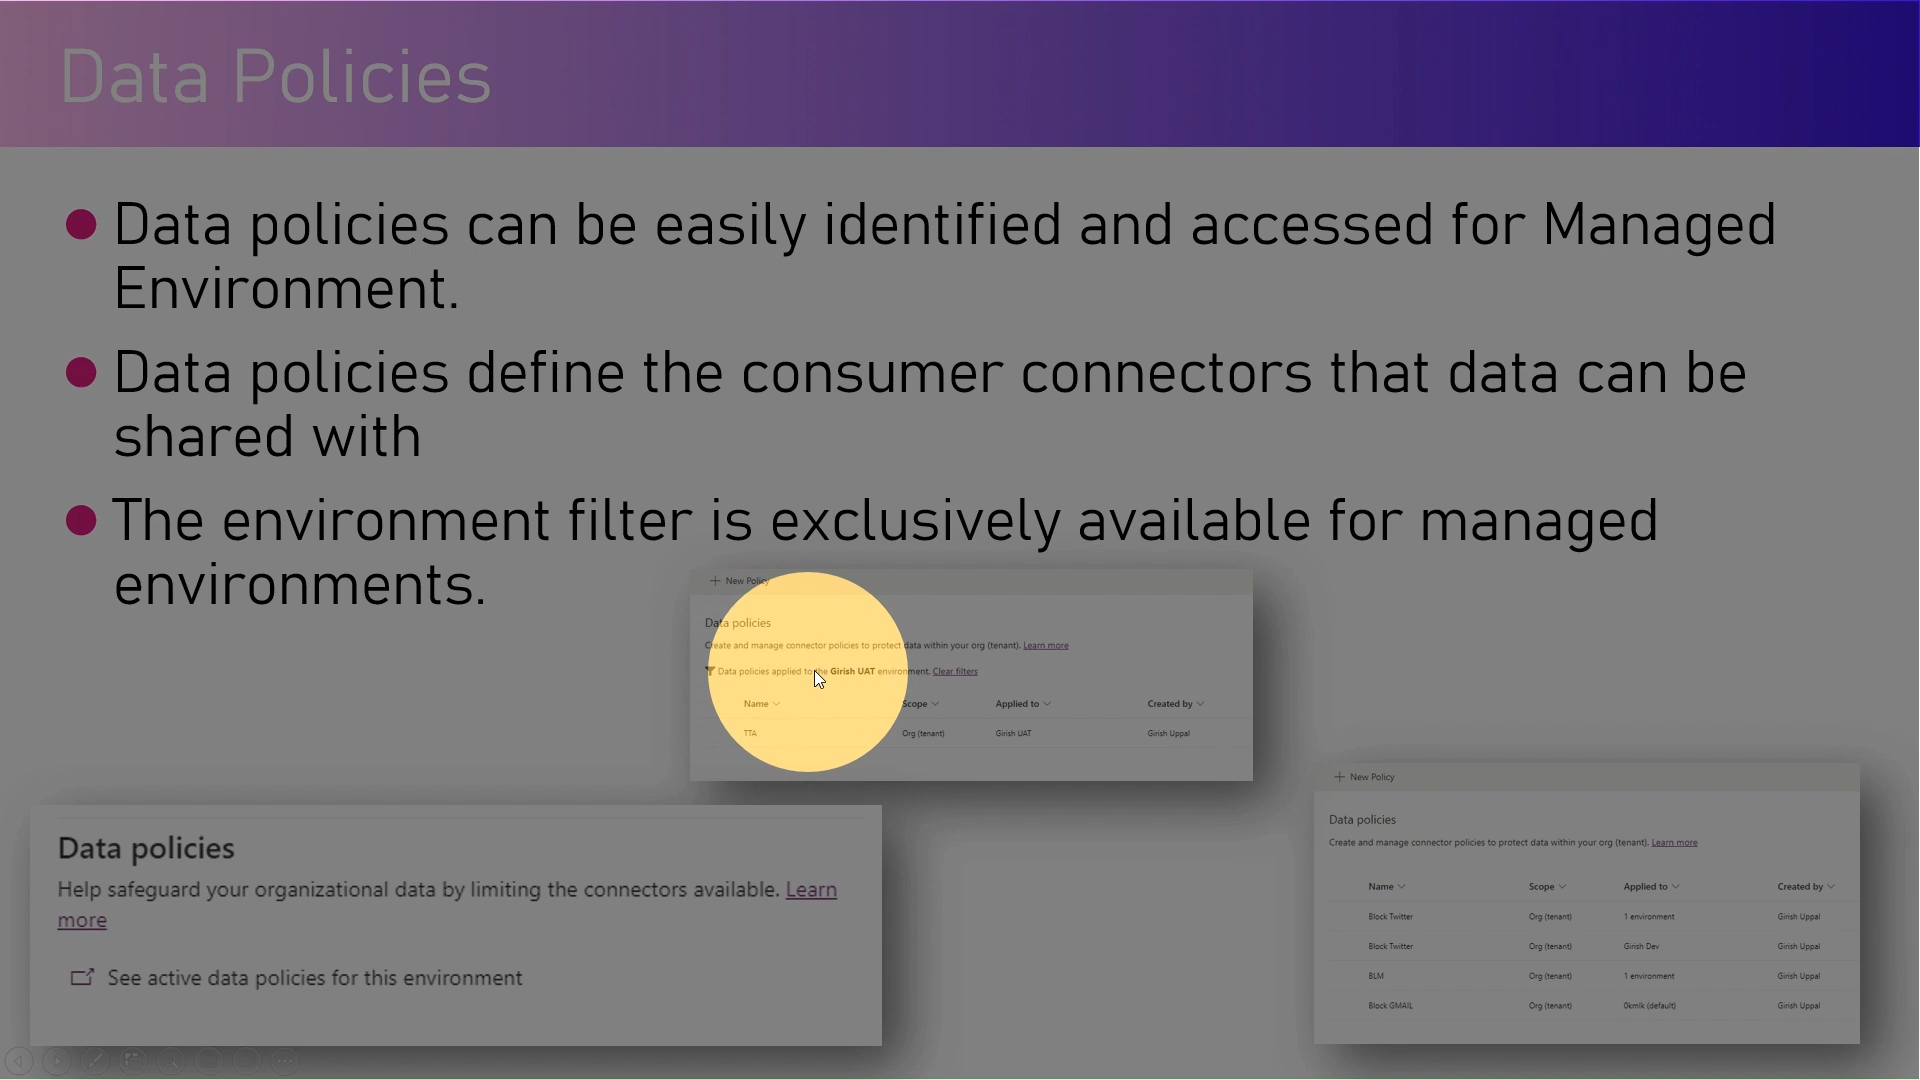 Data Policies
Data policies can be easily identified and accessed for Managed
Environment.
Data policies define the consumer connectors that data can be
shared with
The environment filter is exclusively available for managed
environments.
New Policy
Data policies
Create and manage connector policies to protect data within your org (tenant). Learn more
Data policies applied to the Girish UAT environment. Clear filters
Name Scope Applied to Created by
TTA Org (tenant) Girish UAT Girish Uppal
Data policies
Help safeguard your organizational data by limiting the connectors available. Learn
more
See active data policies for this environment
New Policy
Data policies
Create and manage connector policies to protect data within your org (tenant). Learn more
Name Scope Applied to Created by
Block Twitter Org (tenant) 1 environment Girish Uppal
Block Twitter Org (tenant) Girish Dev Girish Uppal
BLM Org (tenant) 1 environment Girish Uppal
Block GMAIL Org (tenant) 0kmlk (default) Girish Uppal